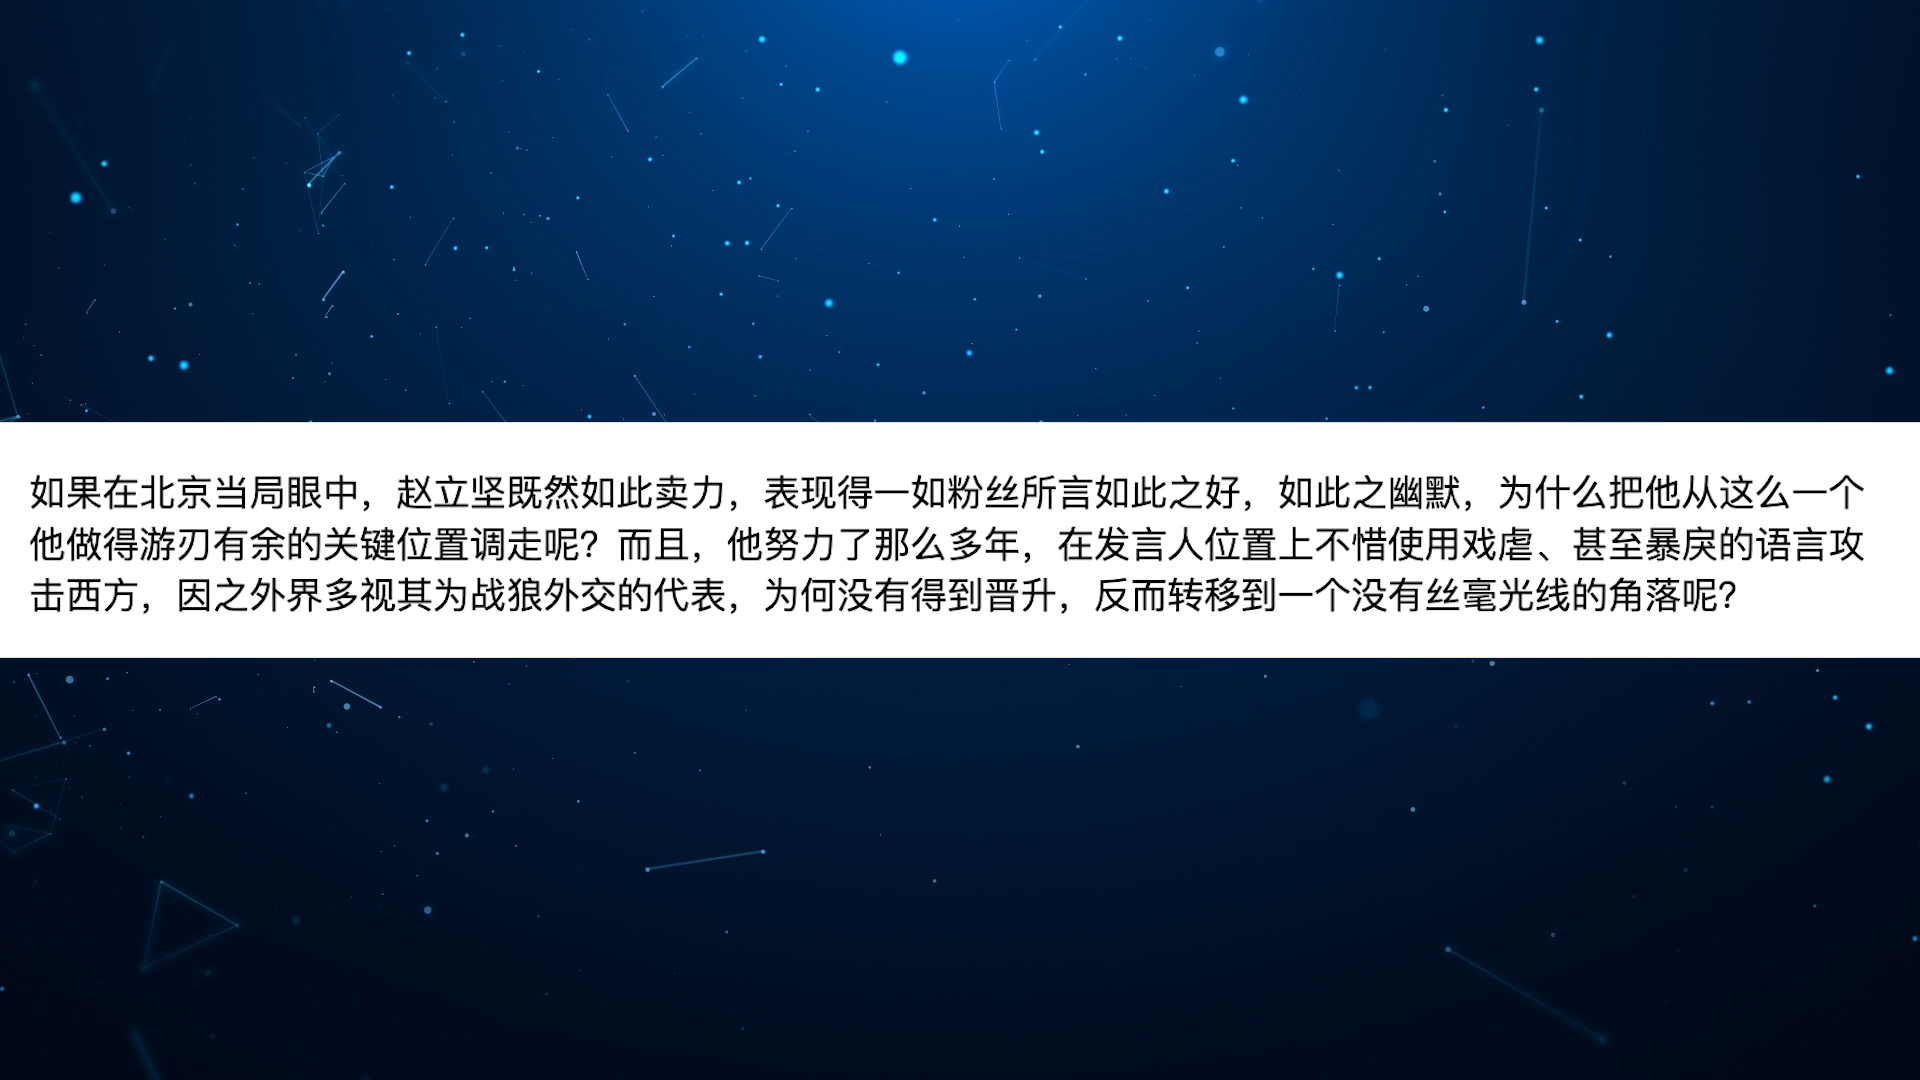 如果在北京当局眼中，赵立坚既然如此卖力，表现得一如粉丝所言如此之好，如此之幽默，为什么把他从这么一个
他做得游刃有余的关键位置调走呢？而且，他努力了那么多年，在发言人位置上不惜使用戏虐、甚至暴戾的语言攻
击西方，因之外界多视其为战狼外交的代表，为何没有得到晋升，反而转移到一个没有丝毫光线的角落呢？